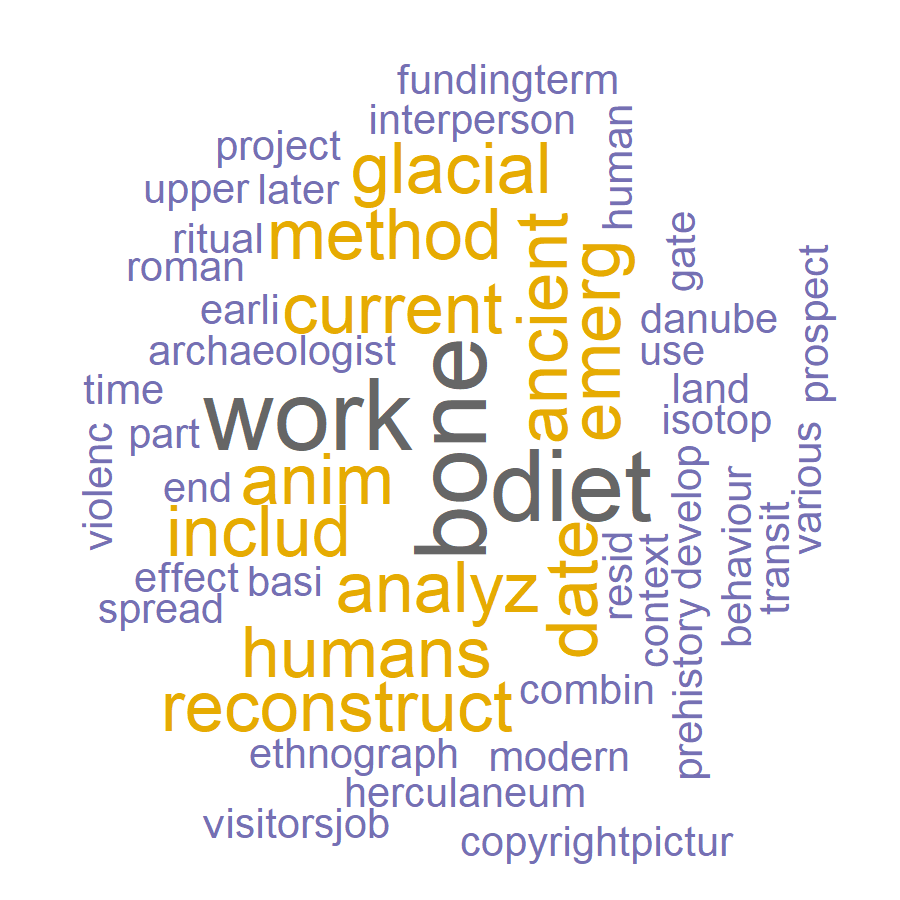 fundingterm
interperson
human
project
glacial
upper
later
ritual
method
ancient
emerg
gate
roman
prospect
earli
current
danube
archaeologist
use
time
work
bone
land
isotop
part
violenc
end
anim
diet
develop
various
includ
date
resid
context
behaviour
transit
effect
basi
analyz
spread
humans
prehistory
reconstruct
combin
ethnograph
modern
herculaneum
visitorsjob
copyrightpictur